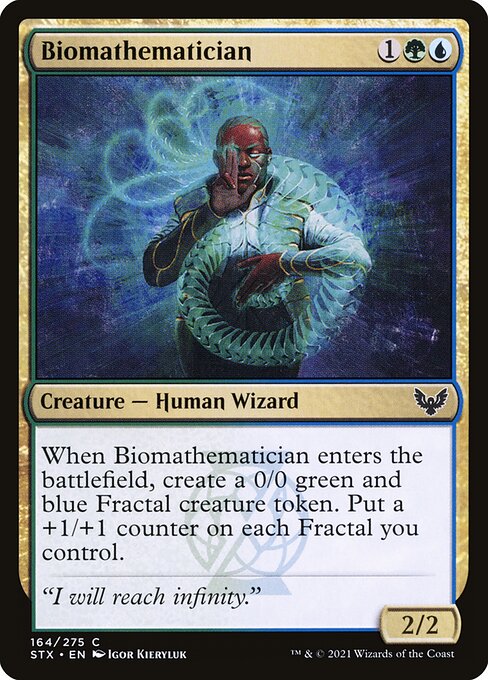 Biomathematician 1
Creature — Human Wizard
When Biomathematician enters the
battlefield, create a 0/0 green and
blue Fractal creature token. Put a
+1/+1 counter on each Fractal you
control.
“I will reach infinity.”
2/2
164/275 C
STX • EN Igor Kieryluk
™ & © 2021 Wizards of the Coast